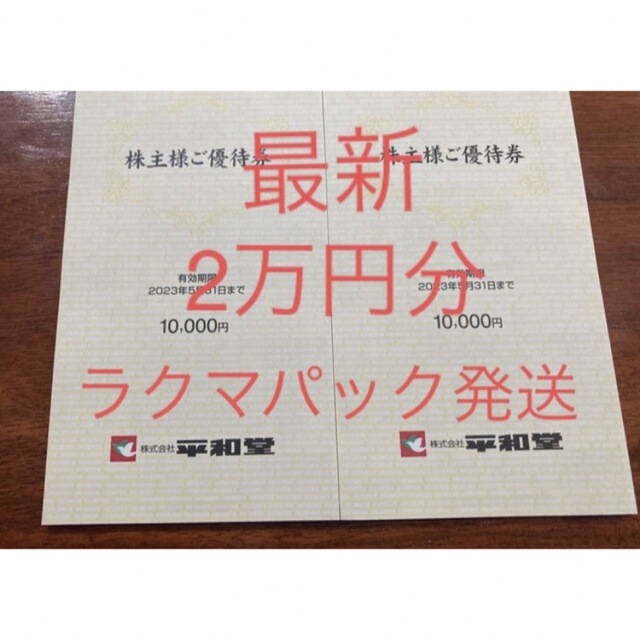 最新
2万円分
ラクマパック発送
株主様ご優待券
有効期限
2023年5月31日まで
10,000円
株式会社 平和堂
株主様ご優待券
有効期限
2023年5月31日まで
10,000円
株式会社 平和堂